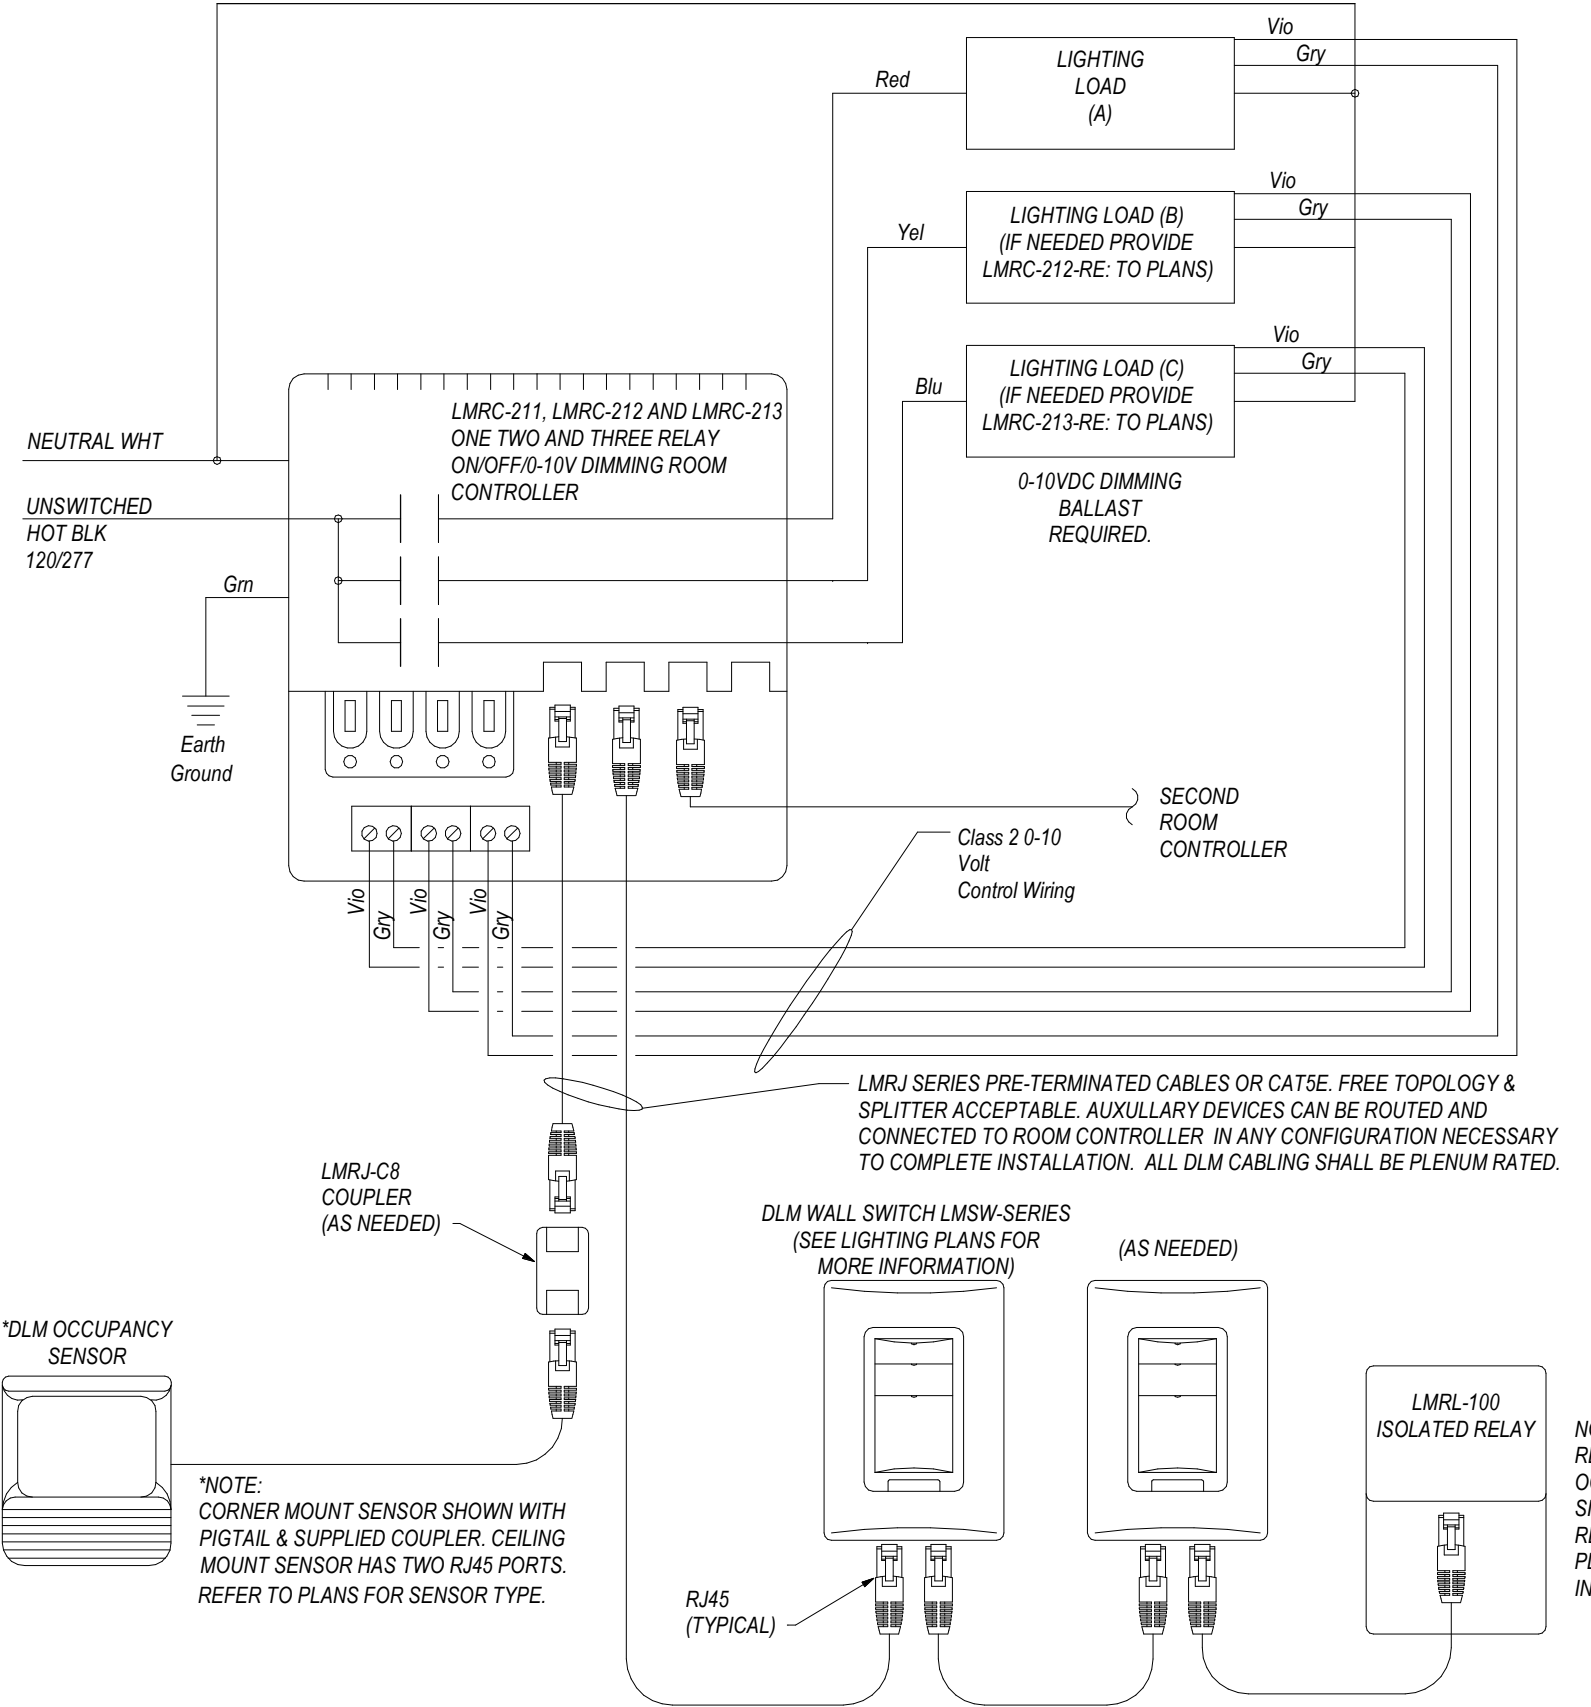 Vio
Gry
LIGHTING
LOAD
(A)
Red
Vio
Gry
LIGHTING LOAD (B)
(IF NEEDED PROVIDE
LMRC-212-RE: TO PLANS)
Yel
Vio
Gry
LIGHTING LOAD (C)
(IF NEEDED PROVIDE
LMRC-213-RE: TO PLANS)
Blu
0-10VDC DIMMING
BALLAST
REQUIRED.
LMRC-211, LMRC-212 AND LMRC-213
ONE TWO AND THREE RELAY
ON/OFF/0-10V DIMMING ROOM
CONTROLLER
NEUTRAL WHT
UNSWITCHED
HOT BLK
120/277
Grn
Earth
Ground
SECOND
ROOM
CONTROLLER
Class 2 0-10
Volt
Control Wiring
Vio
Gry
Vio
Gry
Vio
Gry
LMRJ SERIES PRE-TERMINATED CABLES OR CAT5E. FREE TOPOLOGY &
SPLITTER ACCEPTABLE. AUXULLARY DEVICES CAN BE ROUTED AND
CONNECTED TO ROOM CONTROLLER IN ANY CONFIGURATION NECESSARY
TO COMPLETE INSTALLATION. ALL DLM CABLING SHALL BE PLENUM RATED.
LMRJ-C8
COUPLER
(AS NEEDED)
DLM WALL SWITCH LMSW-SERIES
(SEE LIGHTING PLANS FOR
MORE INFORMATION)
(AS NEEDED)
*DLM OCCUPANCY
SENSOR
LMRL-100
ISOLATED RELAY
*NOTE:
CORNER MOUNT SENSOR SHOWN WITH
PIGTAIL & SUPPLIED COUPLER. CEILING
MOUNT SENSOR HAS TWO RJ45 PORTS.
REFER TO PLANS FOR SENSOR TYPE.
RJ45
(TYPICAL)